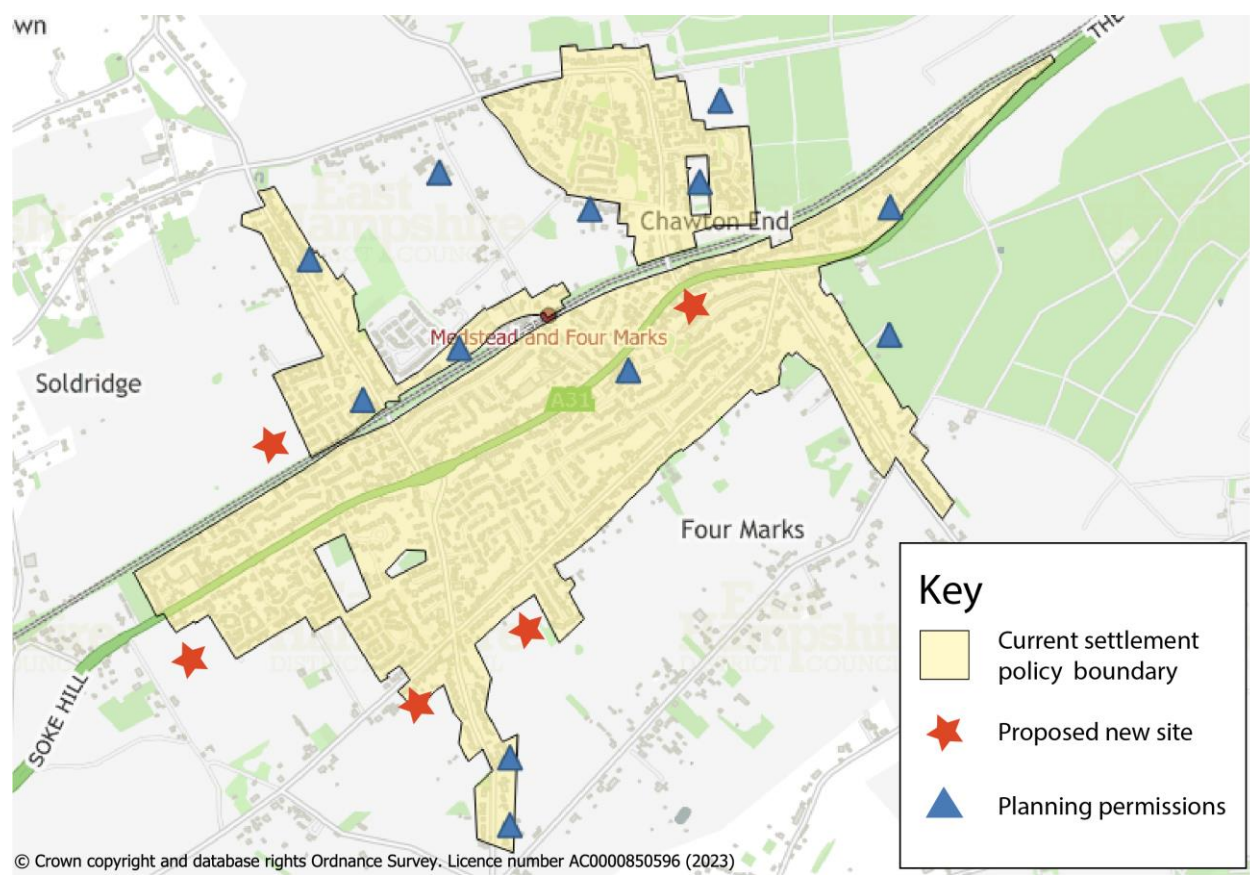 wn
THE
Chawton End
Medstead and Four Marks
Soldridge
A31
Four Marks
SOKE HILL
Key
Current settlement
policy boundary
Proposed new site
Planning permissions
© Crown copyright and database rights Ordnance Survey. Licence number AC0000850596 (2023)